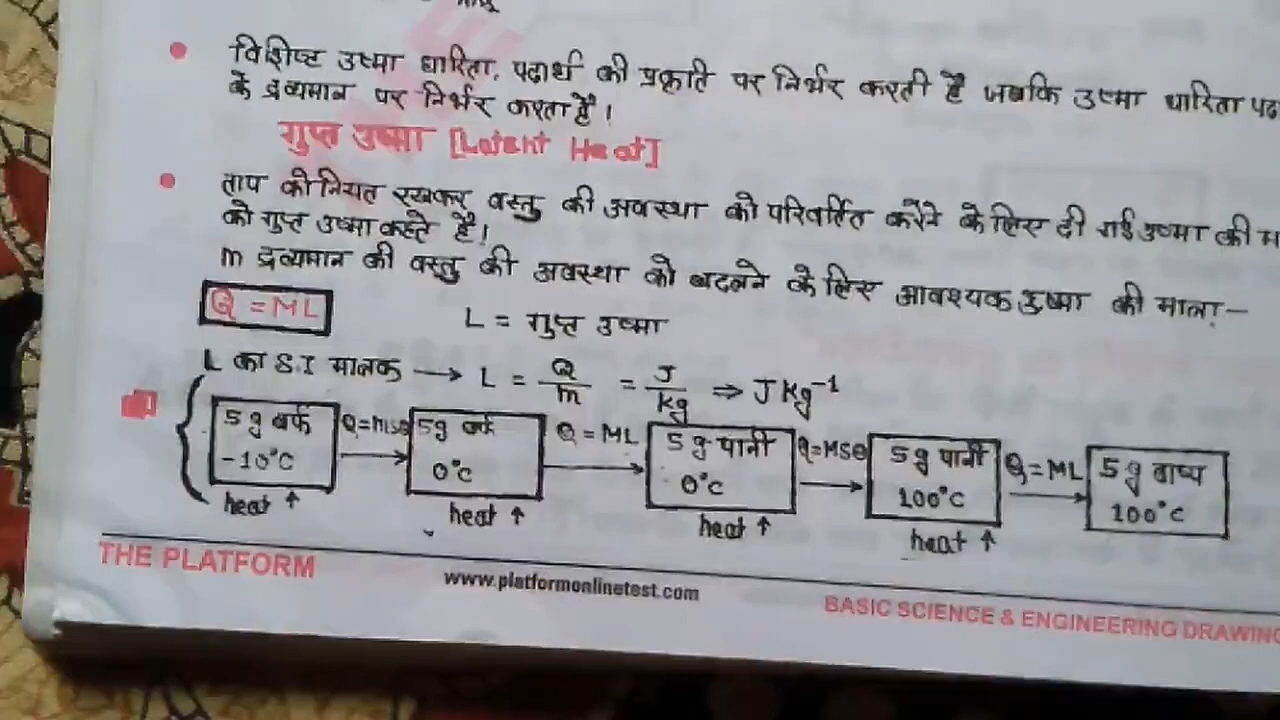 विशिष्ट उष्मा धारिता, पदार्थ की प्रकृति पर निर्भर करती है जबकि उष्मा धारिता
के द्रव्यमान पर निर्भर करता है।
गुप्त उष्मा [Latent Heat]
ताप को नियत रखकर वस्तु की अवस्था को परिवर्तित करने के लिए दी गई उष्मा की
को गुप्त उष्मा कहते है।
m द्रव्यमान की वस्तु की अवस्था को बदलने के लिए आवश्यक उष्मा की मात्रा –
Q = ML L = गुप्त उष्मा
L का S.I मात्रक → L = Q/m = J/kg ⇒ J kg⁻¹
5 g बर्फ -10°C Q=msθ 5g बर्फ 0°C Q = ML 5 g पानी 0°C Q=MSθ 5 g पानी 100°C Q=ML 5 g वाष्प 100°C
heat ↑ heat ↑ heat ↑ heat ↑
THE PLATFORM www.platformonlinetest.com BASIC SCIENCE & ENGINEERING DRAWING